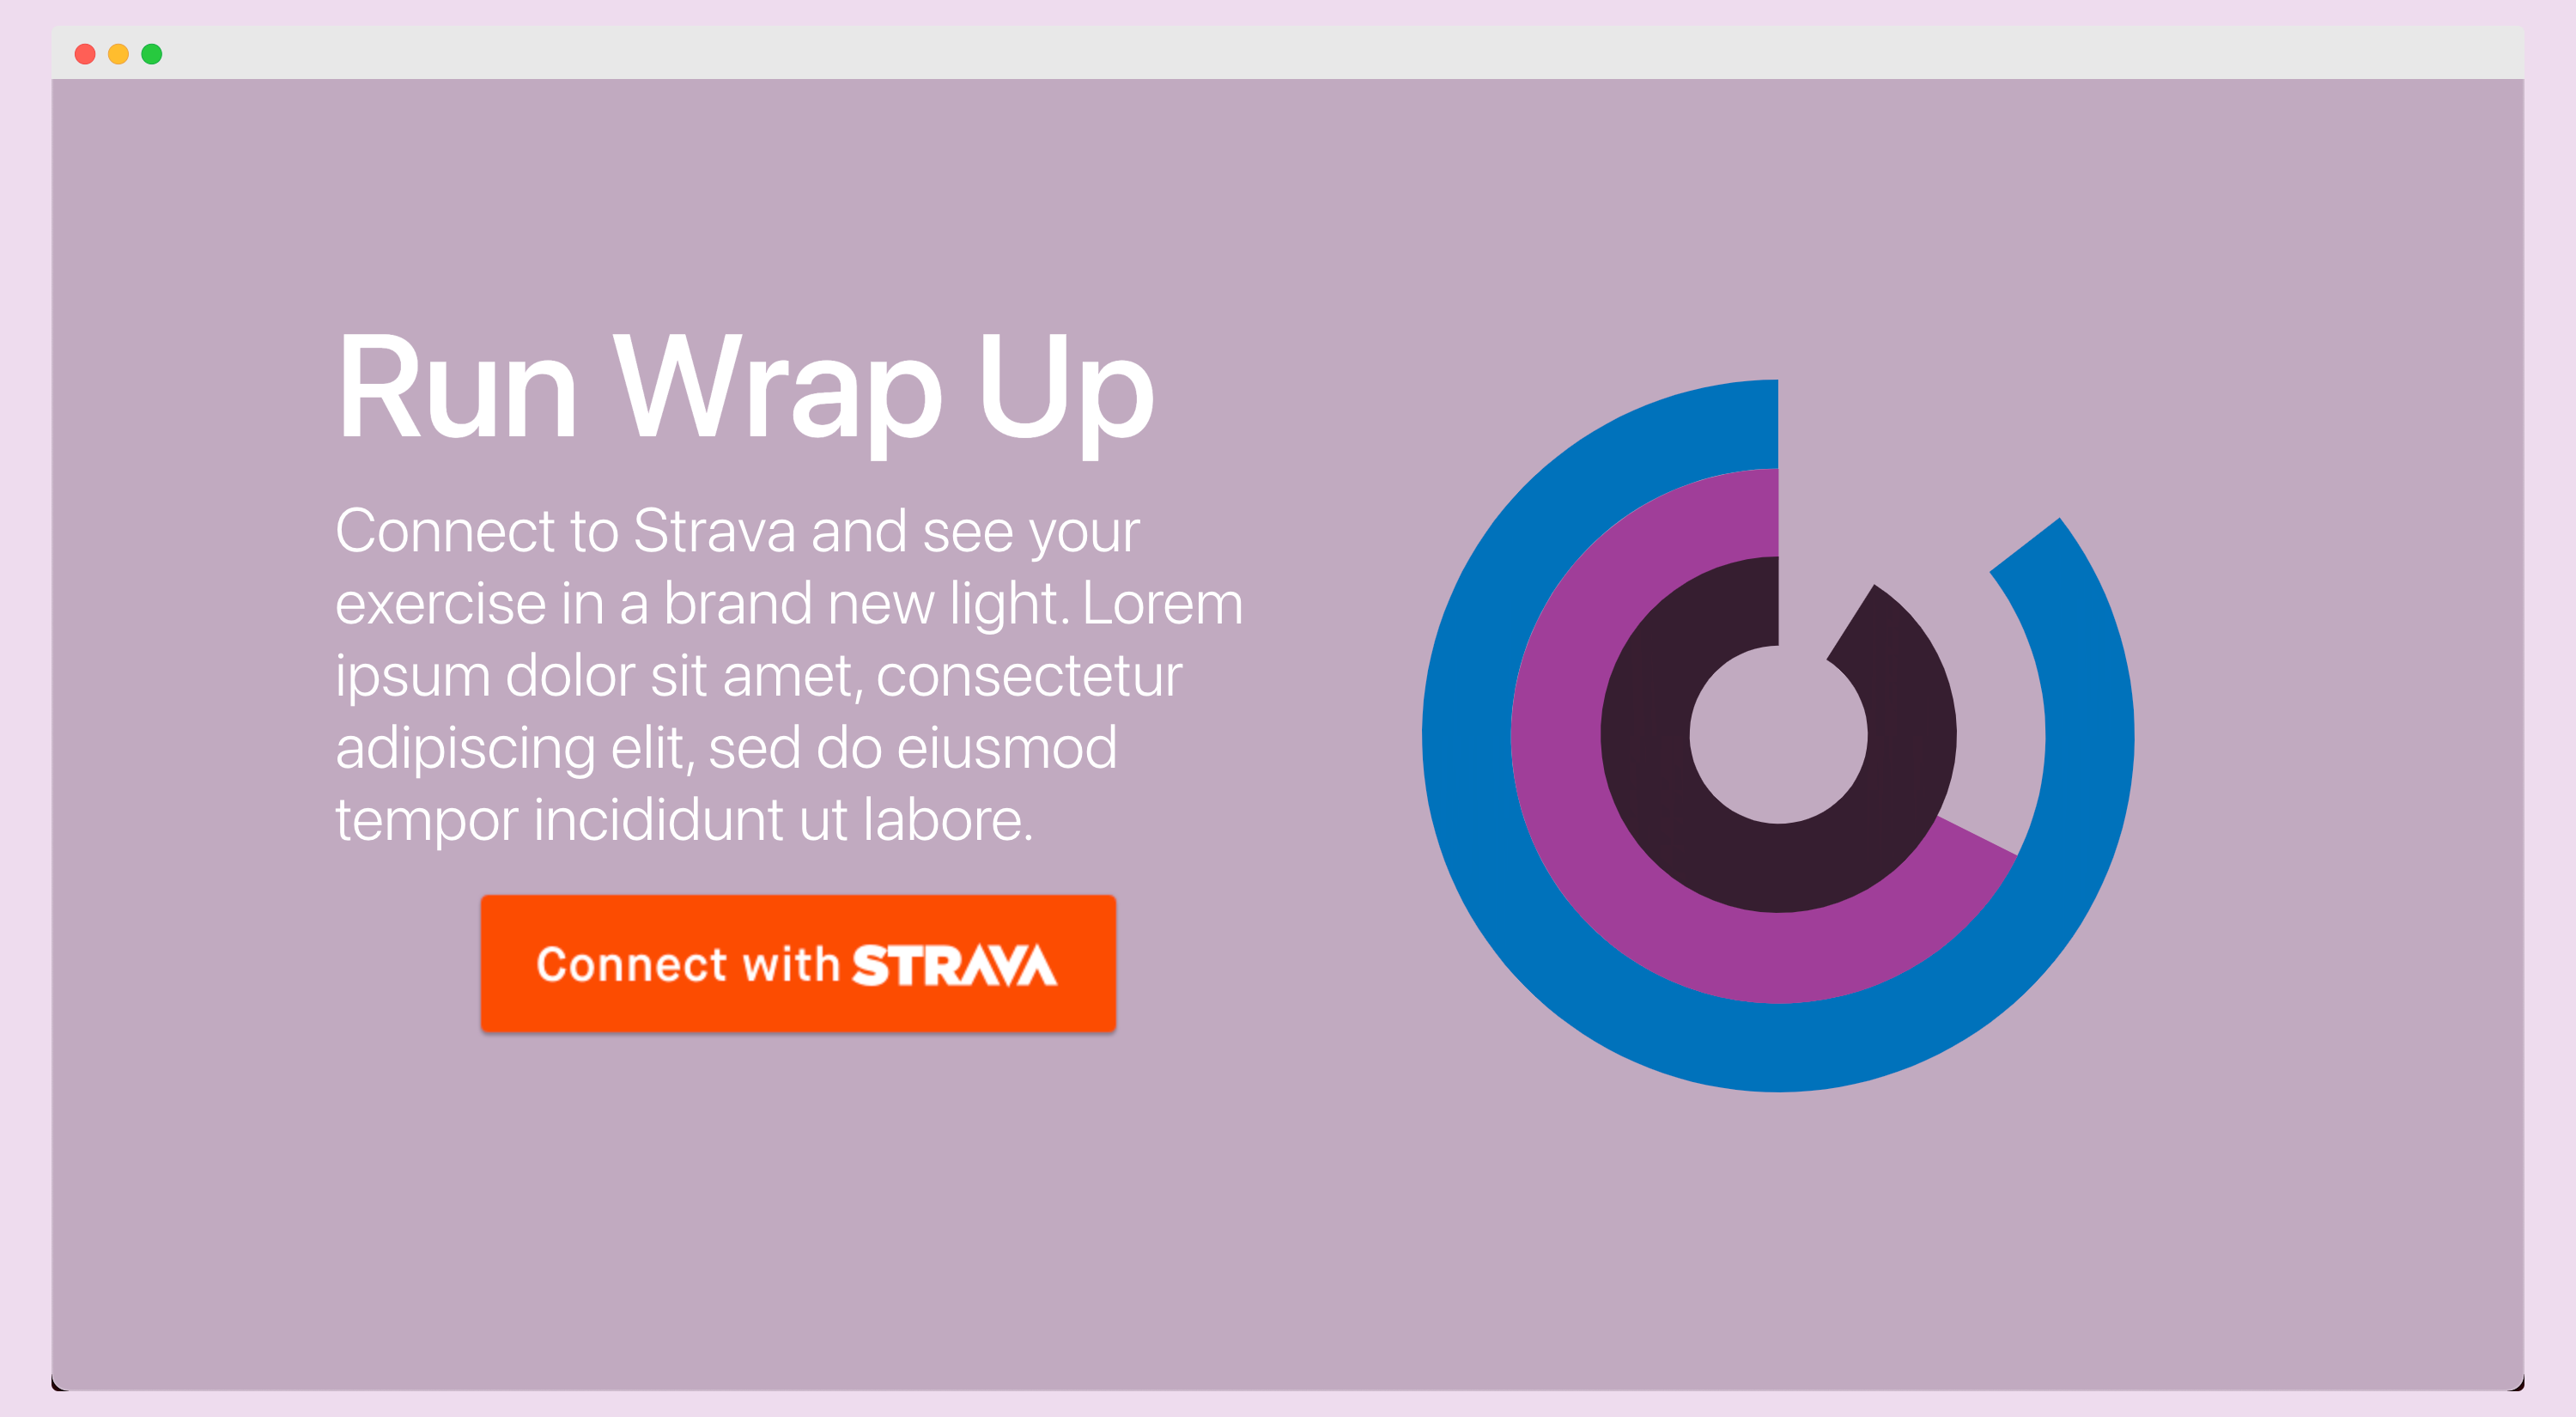 Run Wrap Up
Connect to Strava and see your
exercise in a brand new light. Lorem
ipsum dolor sit amet, consectetur
adipiscing elit, sed do eiusmod
tempor incididunt ut labore.
Connect with STRAVA